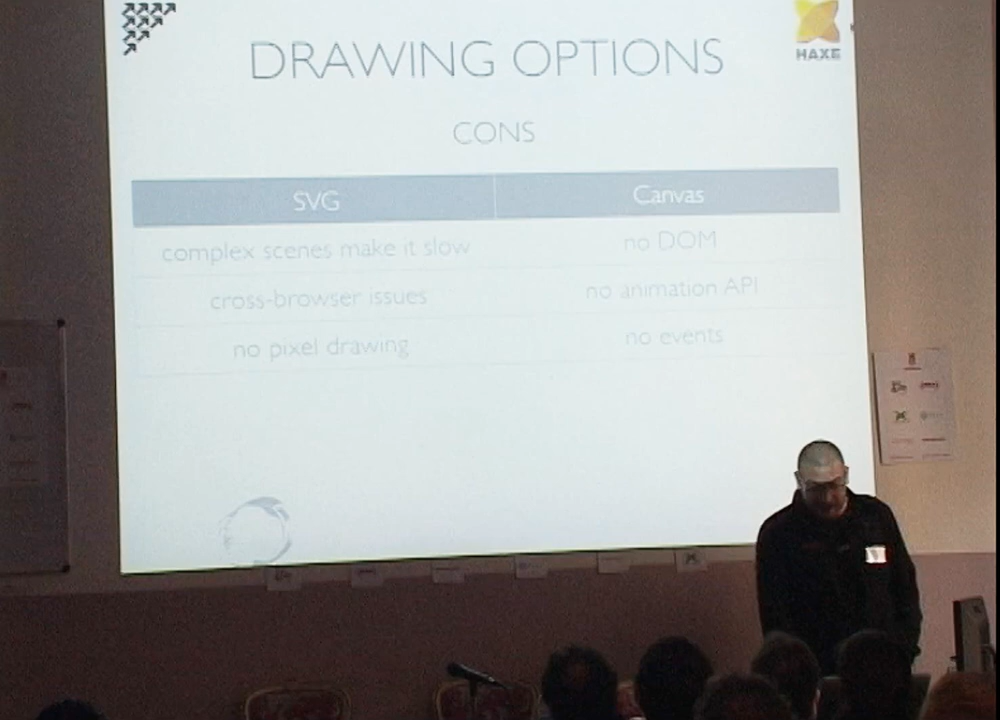 DRAWING OPTIONS
HAXE
CONS
SVG Canvas
complex scenes make it slow no DOM
cross-browser issues no animation API
no pixel drawing no events